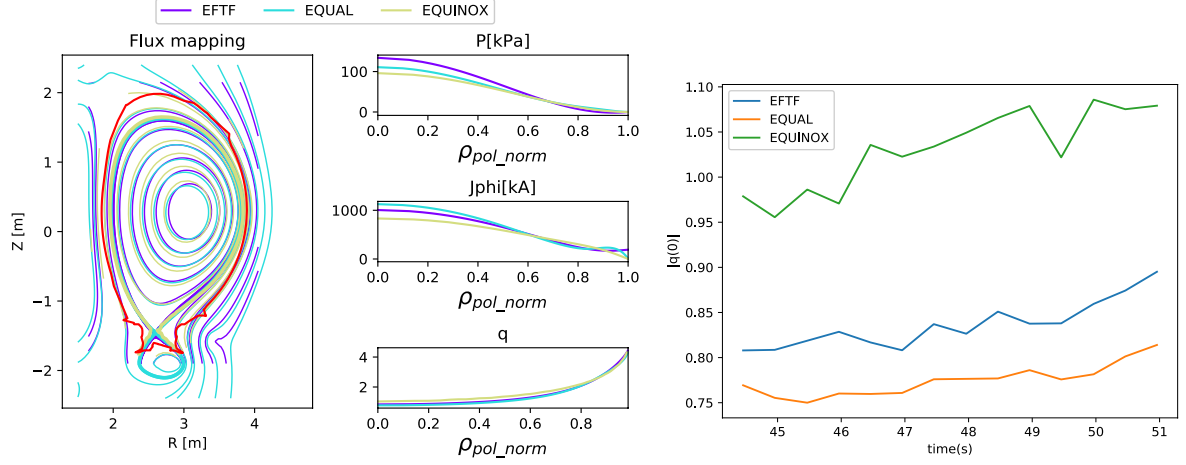 EFTF EQUAL EQUINOX
Flux mapping
2
1
0
−1
−2
Z [m]
2 3 4
R [m]
P[kPa]
100
0
0.0 0.2 0.4 0.6 0.8 1.0
ρpol_norm
Jphi[kA]
1000
0
0.0 0.2 0.4 0.6 0.8 1.0
ρpol_norm
q
4
2
0.0 0.2 0.4 0.6 0.8
ρpol_norm
EFTF
EQUAL
EQUINOX
1.05
1.00
0.95
0.90
0.85
0.80
0.75
|q(0)|
45 46 47 48 49 50 51
time(s)